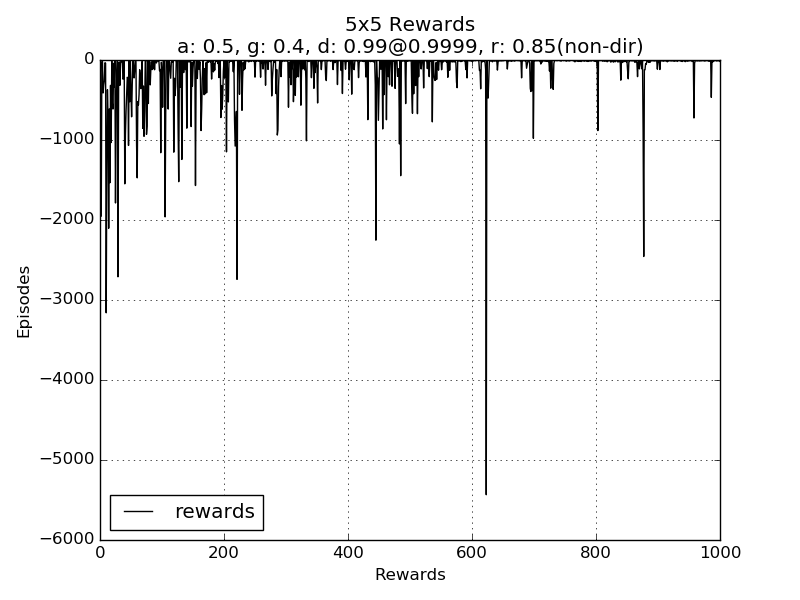 5x5 Rewards
a: 0.5, g: 0.4, d: 0.99@0.9999, r: 0.85(non-dir)
0
−1000
−2000
−3000
−4000
−5000
−6000
Episodes
rewards
0 200 400 600 800 1000
Rewards